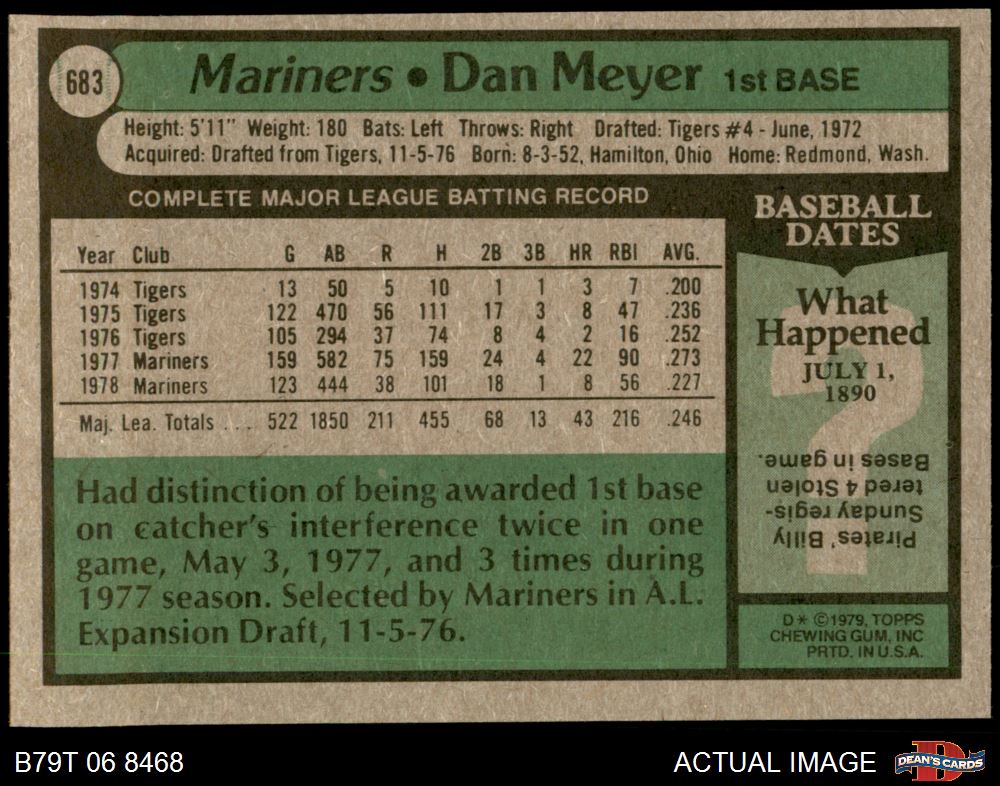 683
Mariners • Dan Meyer 1st BASE
Height: 5'11" Weight: 180 Bats: Left Throws: Right Drafted: Tigers #4 - June, 1972
Acquired: Drafted from Tigers, 11-5-76 Born: 8-3-52, Hamilton, Ohio Home: Redmond, Wash.
COMPLETE MAJOR LEAGUE BATTING RECORD
Year Club G AB R H 2B 3B HR RBI AVG.
1974 Tigers 13 50 5 10 1 1 3 7 .200
1975 Tigers 122 470 56 111 17 3 8 47 .236
1976 Tigers 105 294 37 74 8 4 2 16 .252
1977 Mariners 159 582 75 159 24 4 22 90 .273
1978 Mariners 123 444 38 101 18 1 8 56 .227
Maj. Lea. Totals . . . 522 1850 211 455 68 13 43 216 .246
Had distinction of being awarded 1st base
on catcher's interference twice in one
game, May 3, 1977, and 3 times during
1977 season. Selected by Mariners in A.L.
Expansion Draft, 11-5-76.
BASEBALL
DATES
What
Happened
JULY 1,
1890
?
Pirates' Billy
Sunday regis-
tered 4 Stolen
Bases in game.
D* ©1979, TOPPS
CHEWING GUM, INC
PRTD. IN U.S.A.
B79T 06 8468
ACTUAL IMAGE
D
DEAN'S CARDS